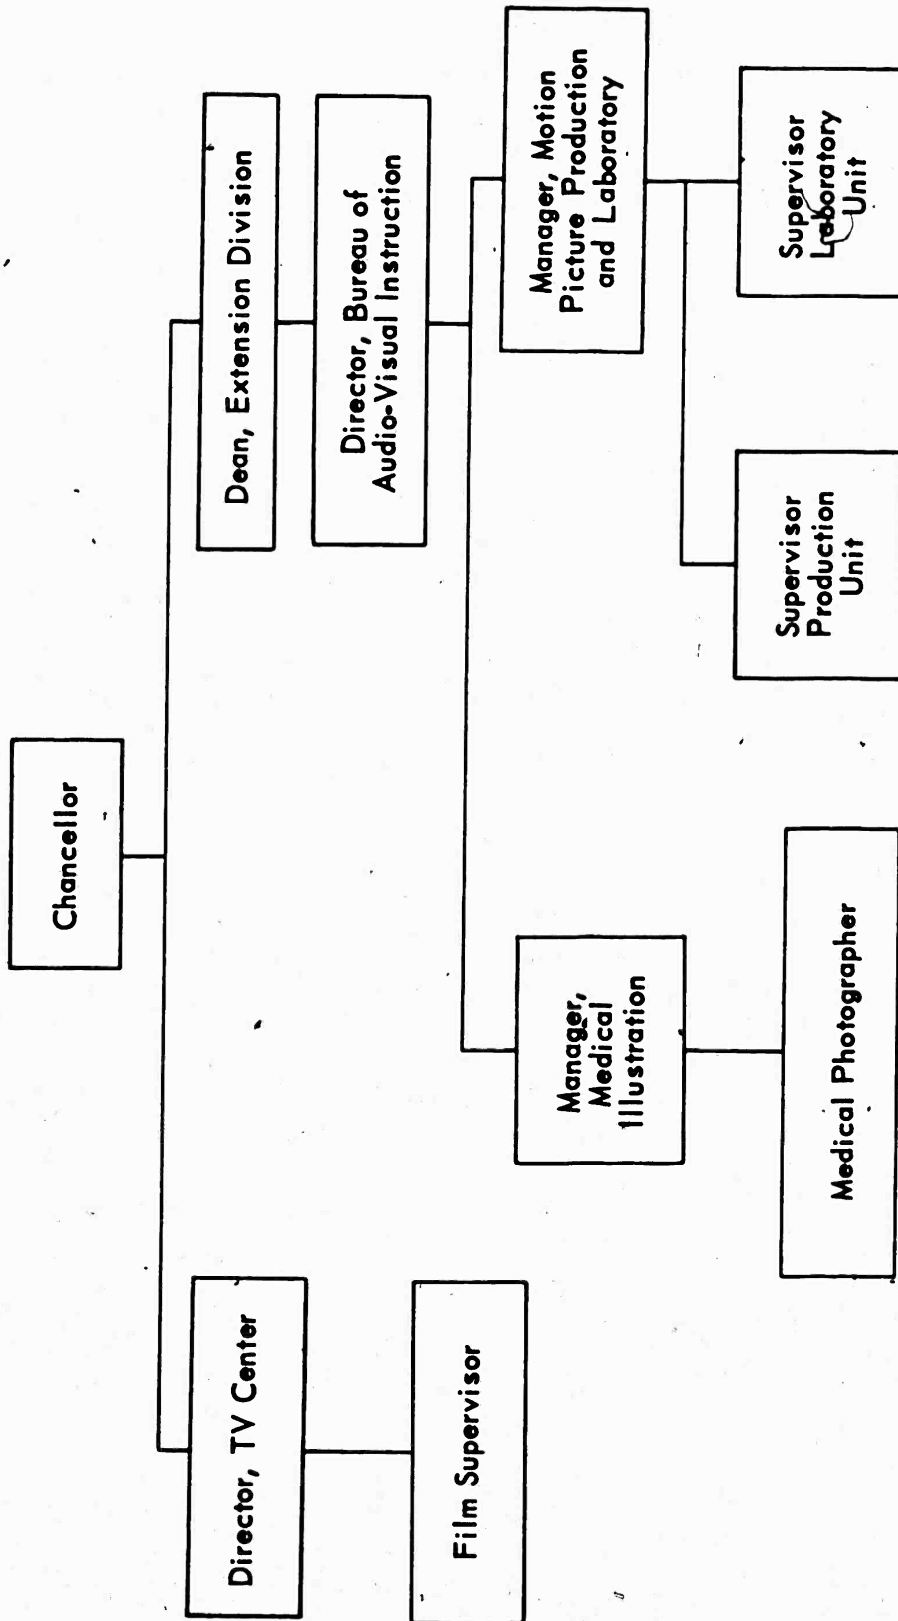 Chancellor
Director, TV Center
Dean, Extension Division
Film Supervisor
Director, Bureau of
Audio-Visual Instruction
Manager,
Medical
Illustration
Manager, Motion
Picture Production
and Laboratory
Medical Photographer
Supervisor
Production
Unit
Supervisor
Laboratory
Unit